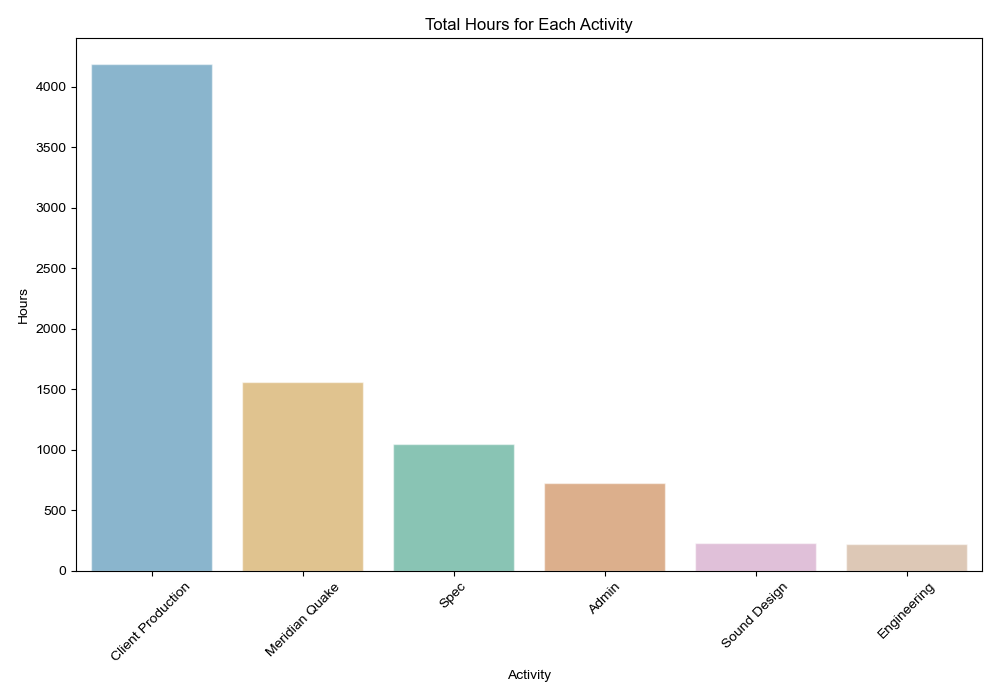 Total Hours for Each Activity
4000
3500
3000
2500
2000
1500
1000
500
0
Hours
Client Production
Meridian Quake
Spec
Admin
Sound Design
Engineering
Activity